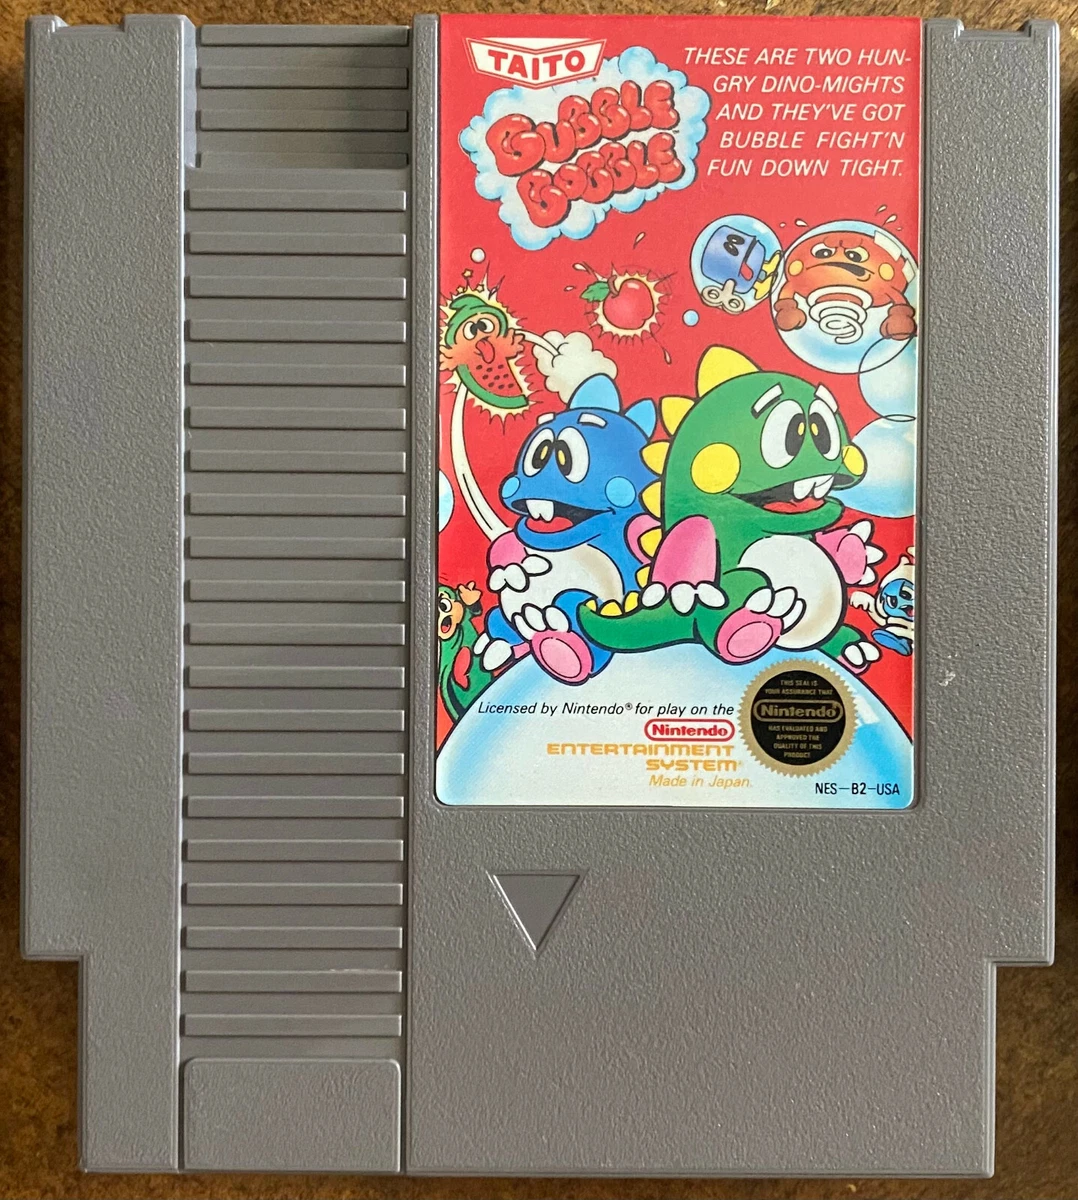 TAITO
BUBBLE
BOBBLE
THESE ARE TWO HUN-
GRY DINO-MIGHTS
AND THEY'VE GOT
BUBBLE FIGHT'N
FUN DOWN TIGHT.
Licensed by Nintendo® for play on the
Nintendo
ENTERTAINMENT
SYSTEM®
Made in Japan.
THIS SEAL IS
YOUR ASSURANCE THAT
Nintendo®
HAS EVALUATED AND
APPROVED THE
QUALITY OF THIS
PRODUCT
NES–B2–USA